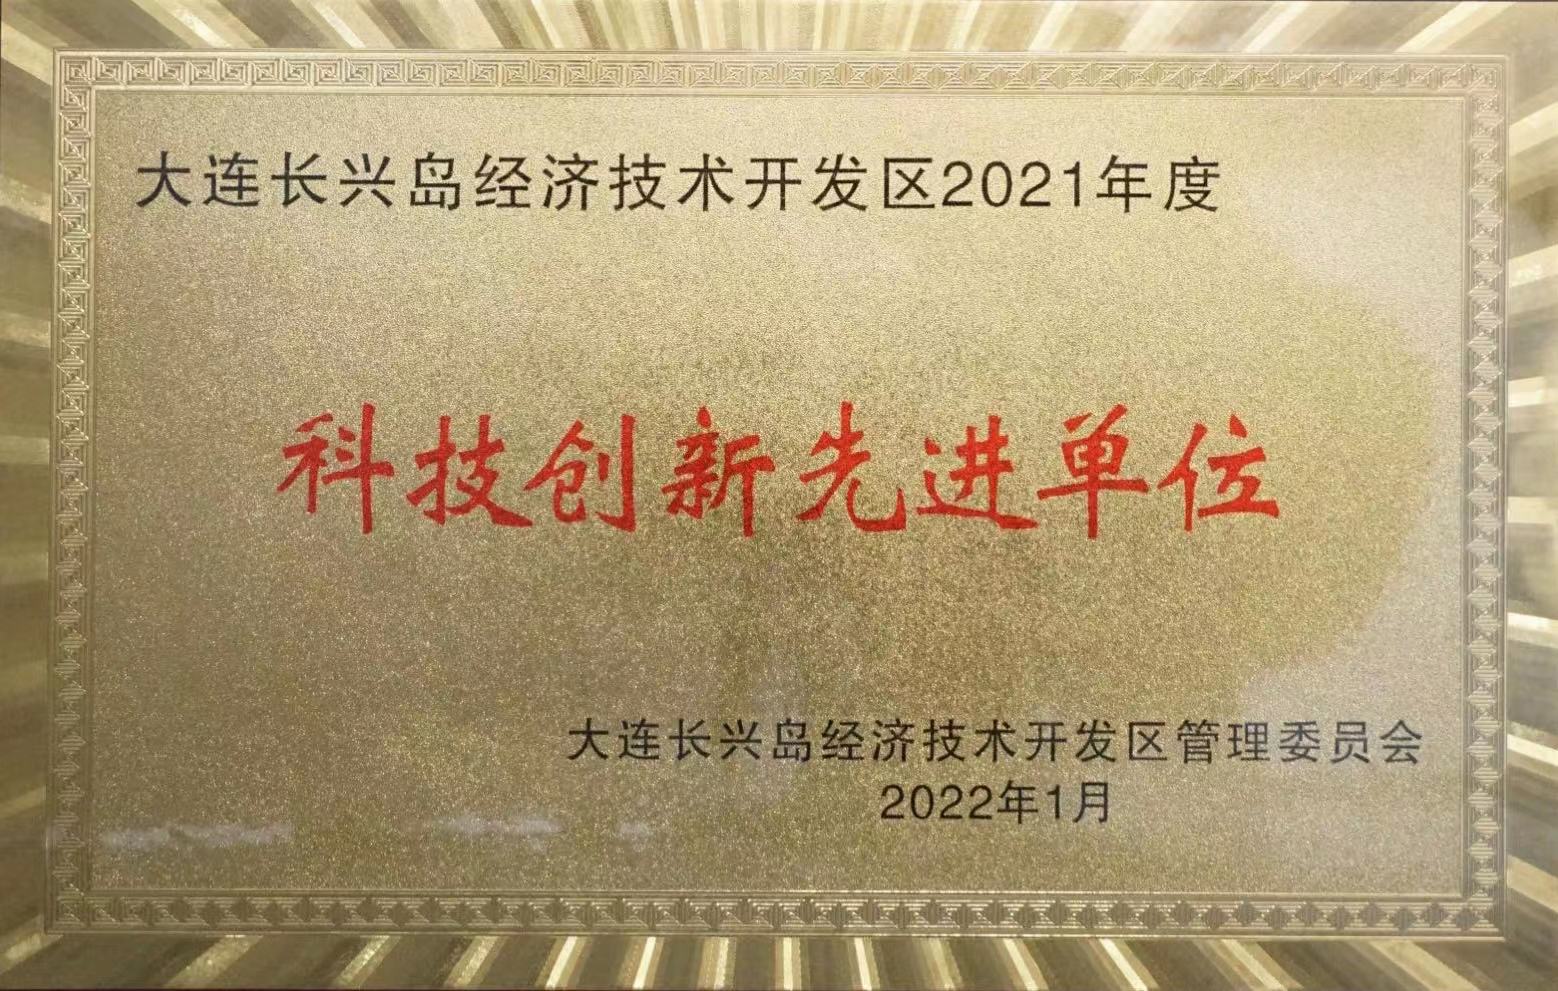 大连长兴岛经济技术开发区2021年度
科技创新先进单位
大连长兴岛经济技术开发区管理委员会
2022年1月